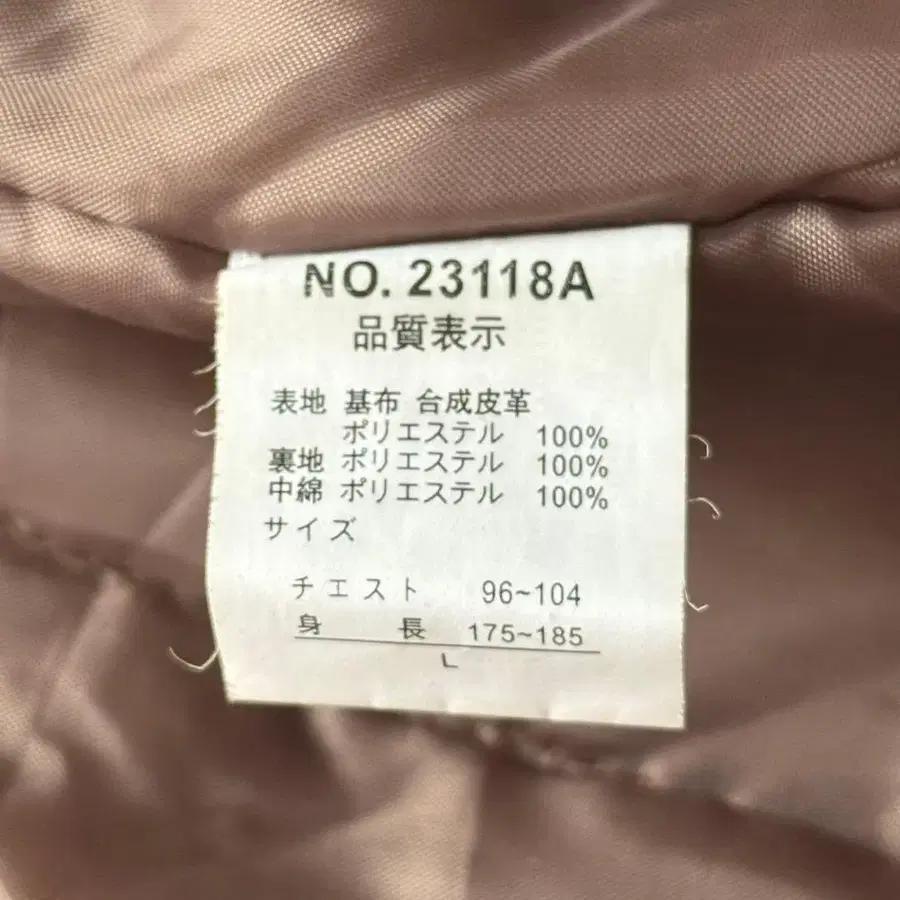 NO. 23118A
品質表示
表地 基布 合成皮革
ポリエステル 100%
裏地 ポリエステル 100%
中綿 ポリエステル 100%
サイズ
チエスト 96~104
身 長 175~185
L